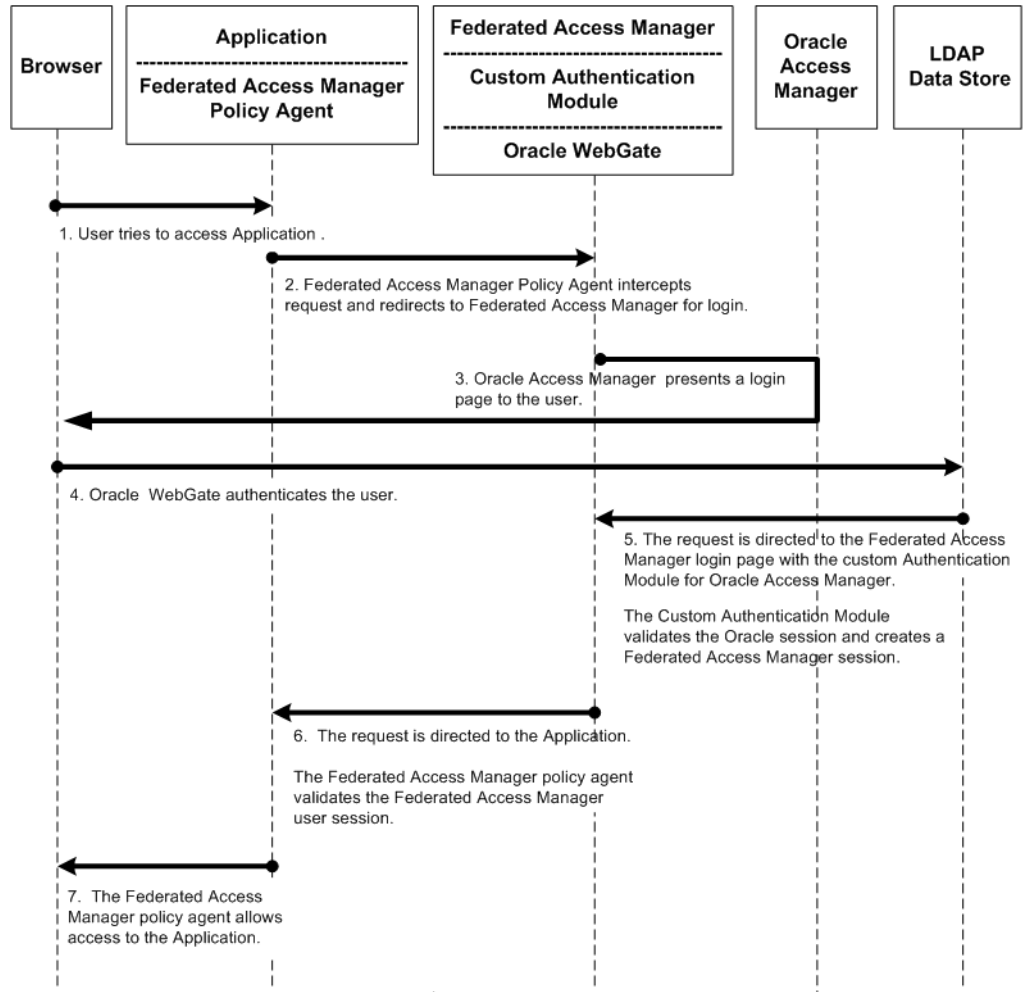 Browser
Application
Federated Access Manager
Policy Agent
Federated Access Manager
Custom Authentication
Module
Oracle WebGate
Oracle
Access
Manager
LDAP
Data Store
1. User tries to access Application .
2. Federated Access Manager Policy Agent intercepts
request and redirects to Federated Access Manager for login.
3. Oracle Access Manager presents a login
page to the user.
4. Oracle WebGate authenticates the user.
5. The request is directed to the Federated Access
Manager login page with the custom Authentication
Module for Oracle Access Manager.
The Custom Authentication Module
validates the Oracle session and creates a
Federated Access Manager session.
6. The request is directed to the Application.
The Federated Access Manager policy agent
validates the Federated Access Manager
user session.
7. The Federated Access
Manager policy agent allows
access to the Application.